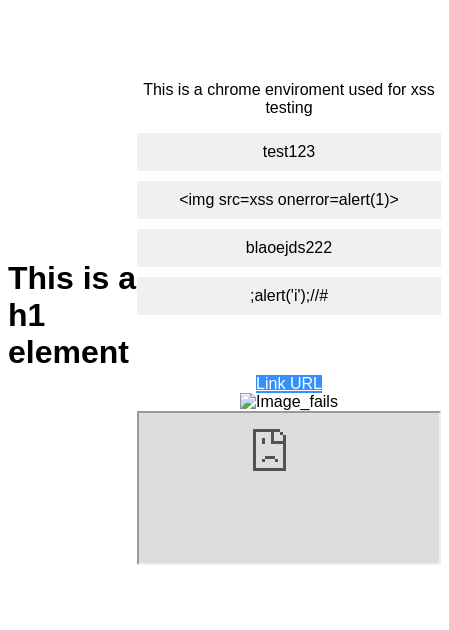 This is a chrome enviroment used for xss
testing
test123
<img src=xss onerror=alert(1)>
blaoejds222
;alert('i');//#
This is a
h1
element
Link URL
Image_fails